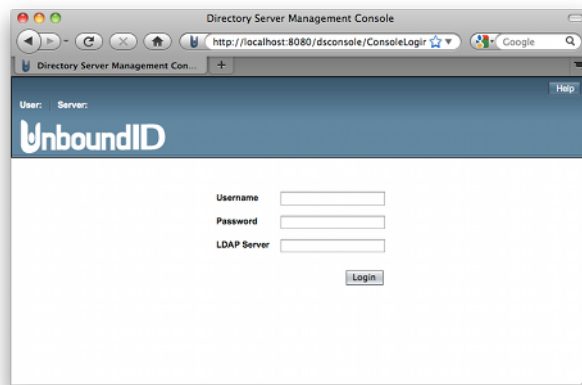 Directory Server Management Console
http://localhost:8080/dsconsole/ConsoleLogin
Google
Directory Server Management Con...
+
Help
User: Server:
UnboundID
Username
Password
LDAP Server
Login